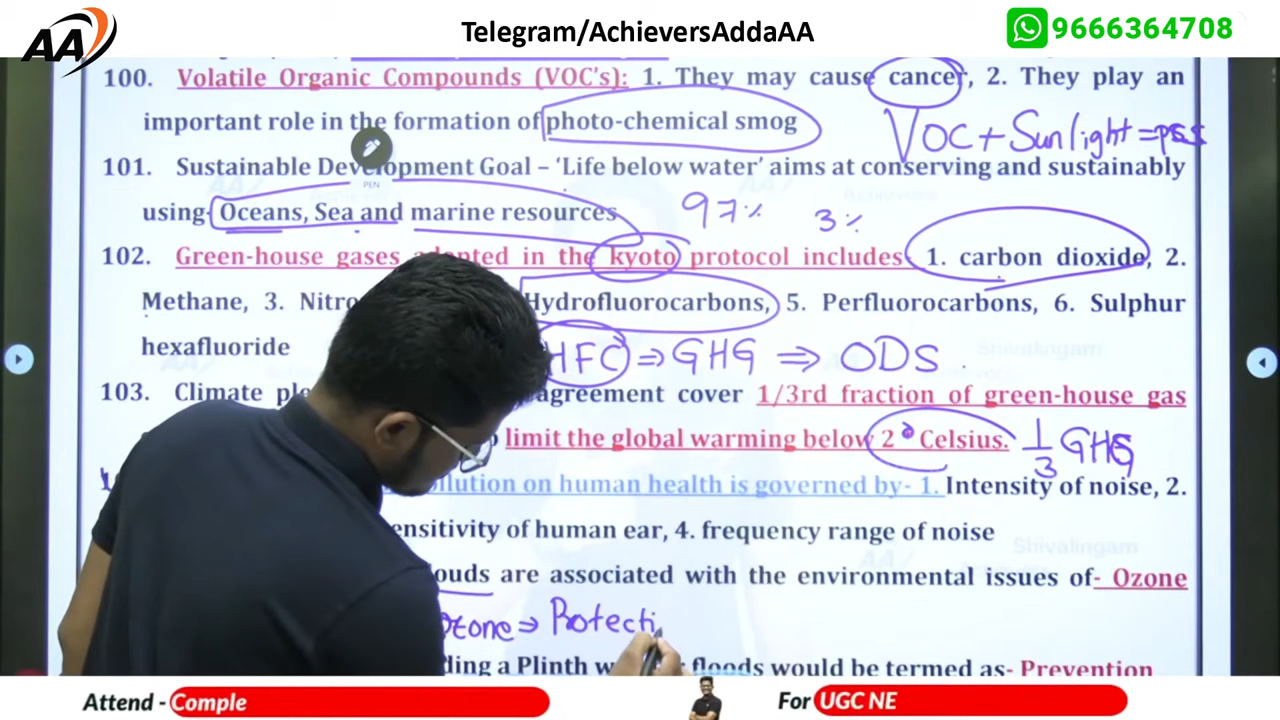 AA
Telegram/AchieversAddaAA
9666364708
100. Volatile Organic Compounds (VOC's): 1. They may cause cancer, 2. They play an
important role in the formation of photo-chemical smog
VOC + Sunlight =
PEN
101. Sustainable Development Goal – 'Life below water' aims at conserving and sustainably
using- Oceans, Sea and marine resources
97% 3%
102. Green-house gases adopted in the kyoto protocol includes- 1. carbon dioxide, 2.
Methane, 3. Nitro Hydrofluorocarbons, 5. Perfluorocarbons, 6. Sulphur
hexafluoride
HFC ⇒ GHG ⇒ ODS
103. Climate ple agreement cover 1/3rd fraction of green-house gas
limit the global warming below 2° Celsius.
1/3 GHG
ollution on human health is governed by- 1. Intensity of noise, 2.
ensitivity of human ear, 4. frequency range of noise
louds are associated with the environmental issues of- Ozone
Ozone ⇒ Protecti
ding a Plinth floods would be termed as- Prevention
Shivalingam
Attend - Comple
For UGC NE